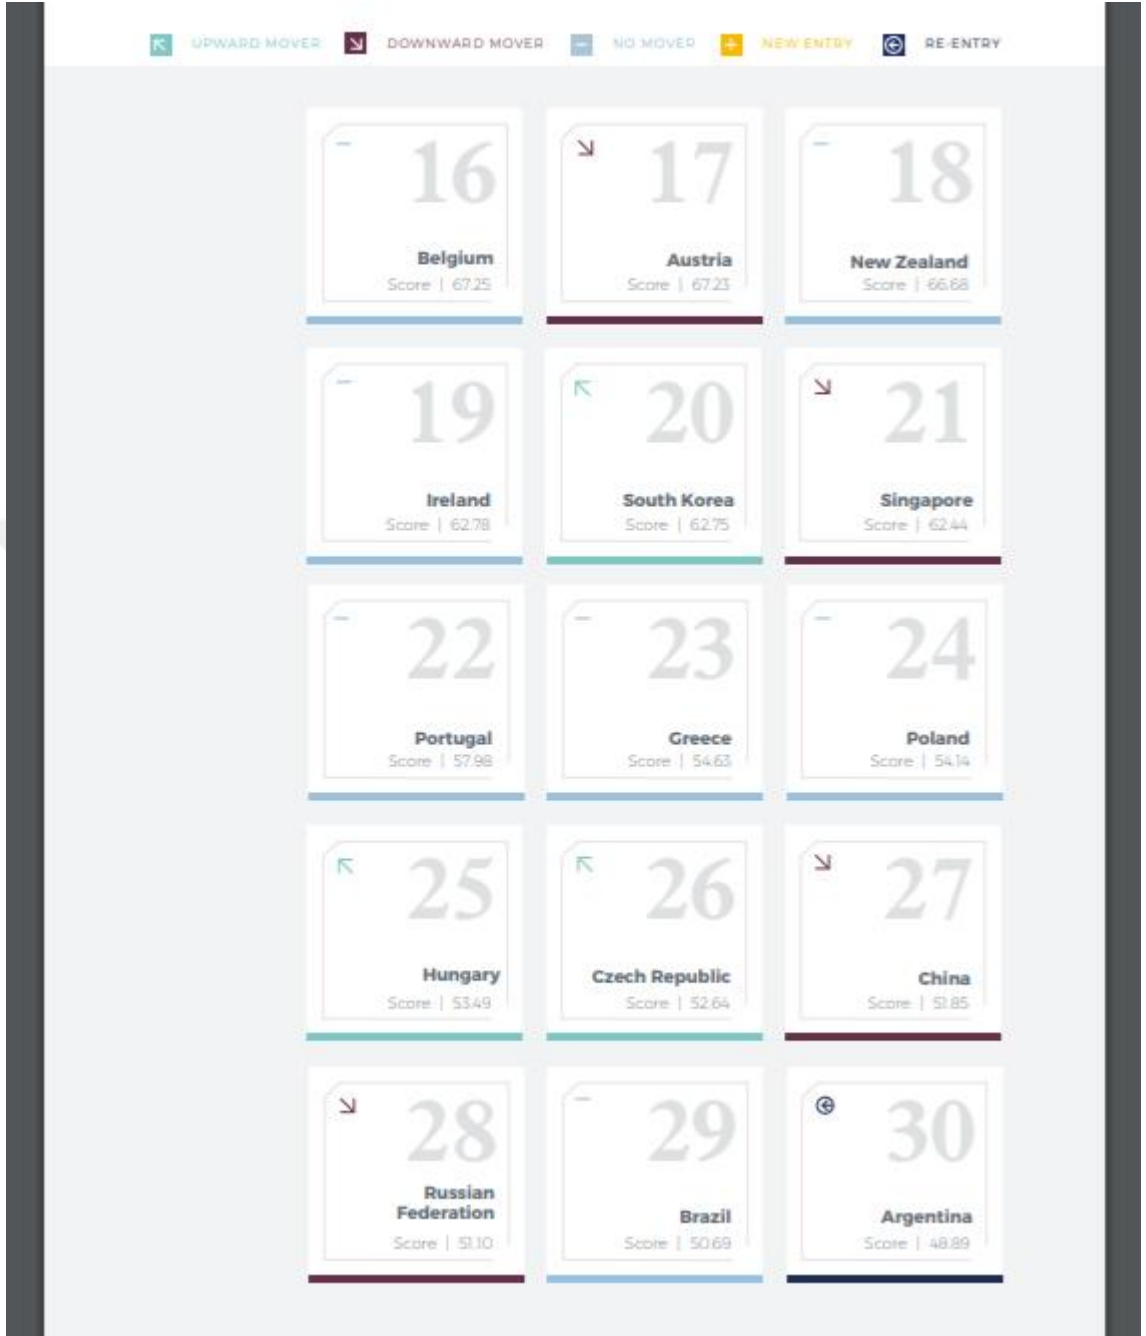 UPWARD MOVER DOWNWARD MOVER NO MOVER NEW ENTRY RE-ENTRY
16 17 18
Belgium Austria New Zealand
Score | 67.25 Score | 67.23 Score | 66.68
19 20 21
Ireland South Korea Singapore
Score | 62.78 Score | 62.75 Score | 62.44
22 23 24
Portugal Greece Poland
Score | 57.98 Score | 54.63 Score | 54.14
25 26 27
Hungary Czech Republic China
Score | 53.49 Score | 52.64 Score | 51.85
28 29 30
Russian
Federation Brazil Argentina
Score | 51.10 Score | 50.69 Score | 48.89